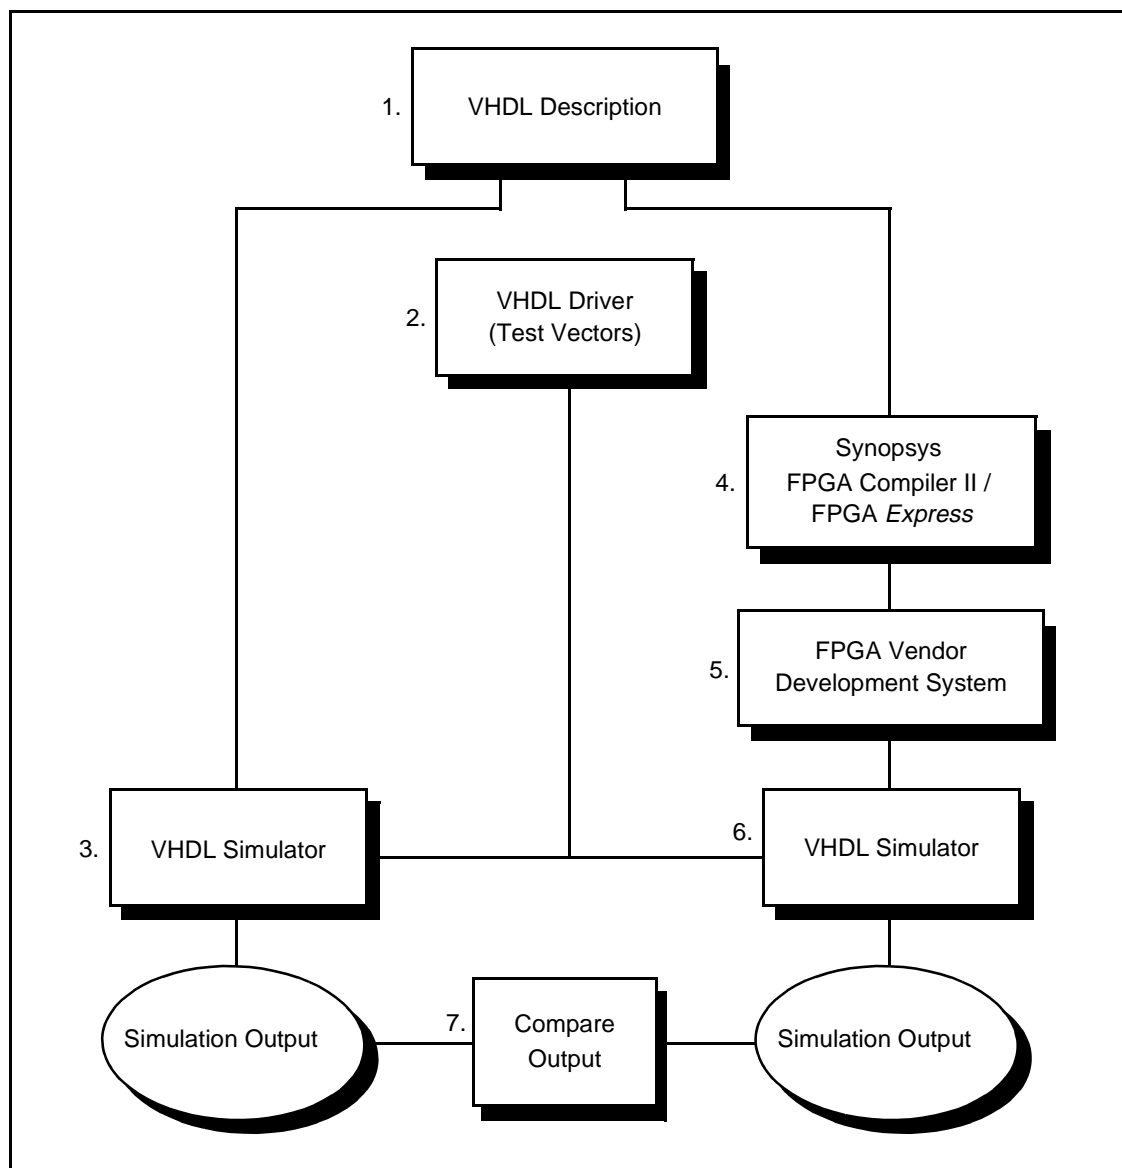 1.
VHDL Description
2.
VHDL Driver
(Test Vectors)
4.
Synopsys
FPGA Compiler II /
FPGA Express
5.
FPGA Vendor
Development System
3.
VHDL Simulator
6.
VHDL Simulator
Simulation Output
7.
Compare
Output
Simulation Output